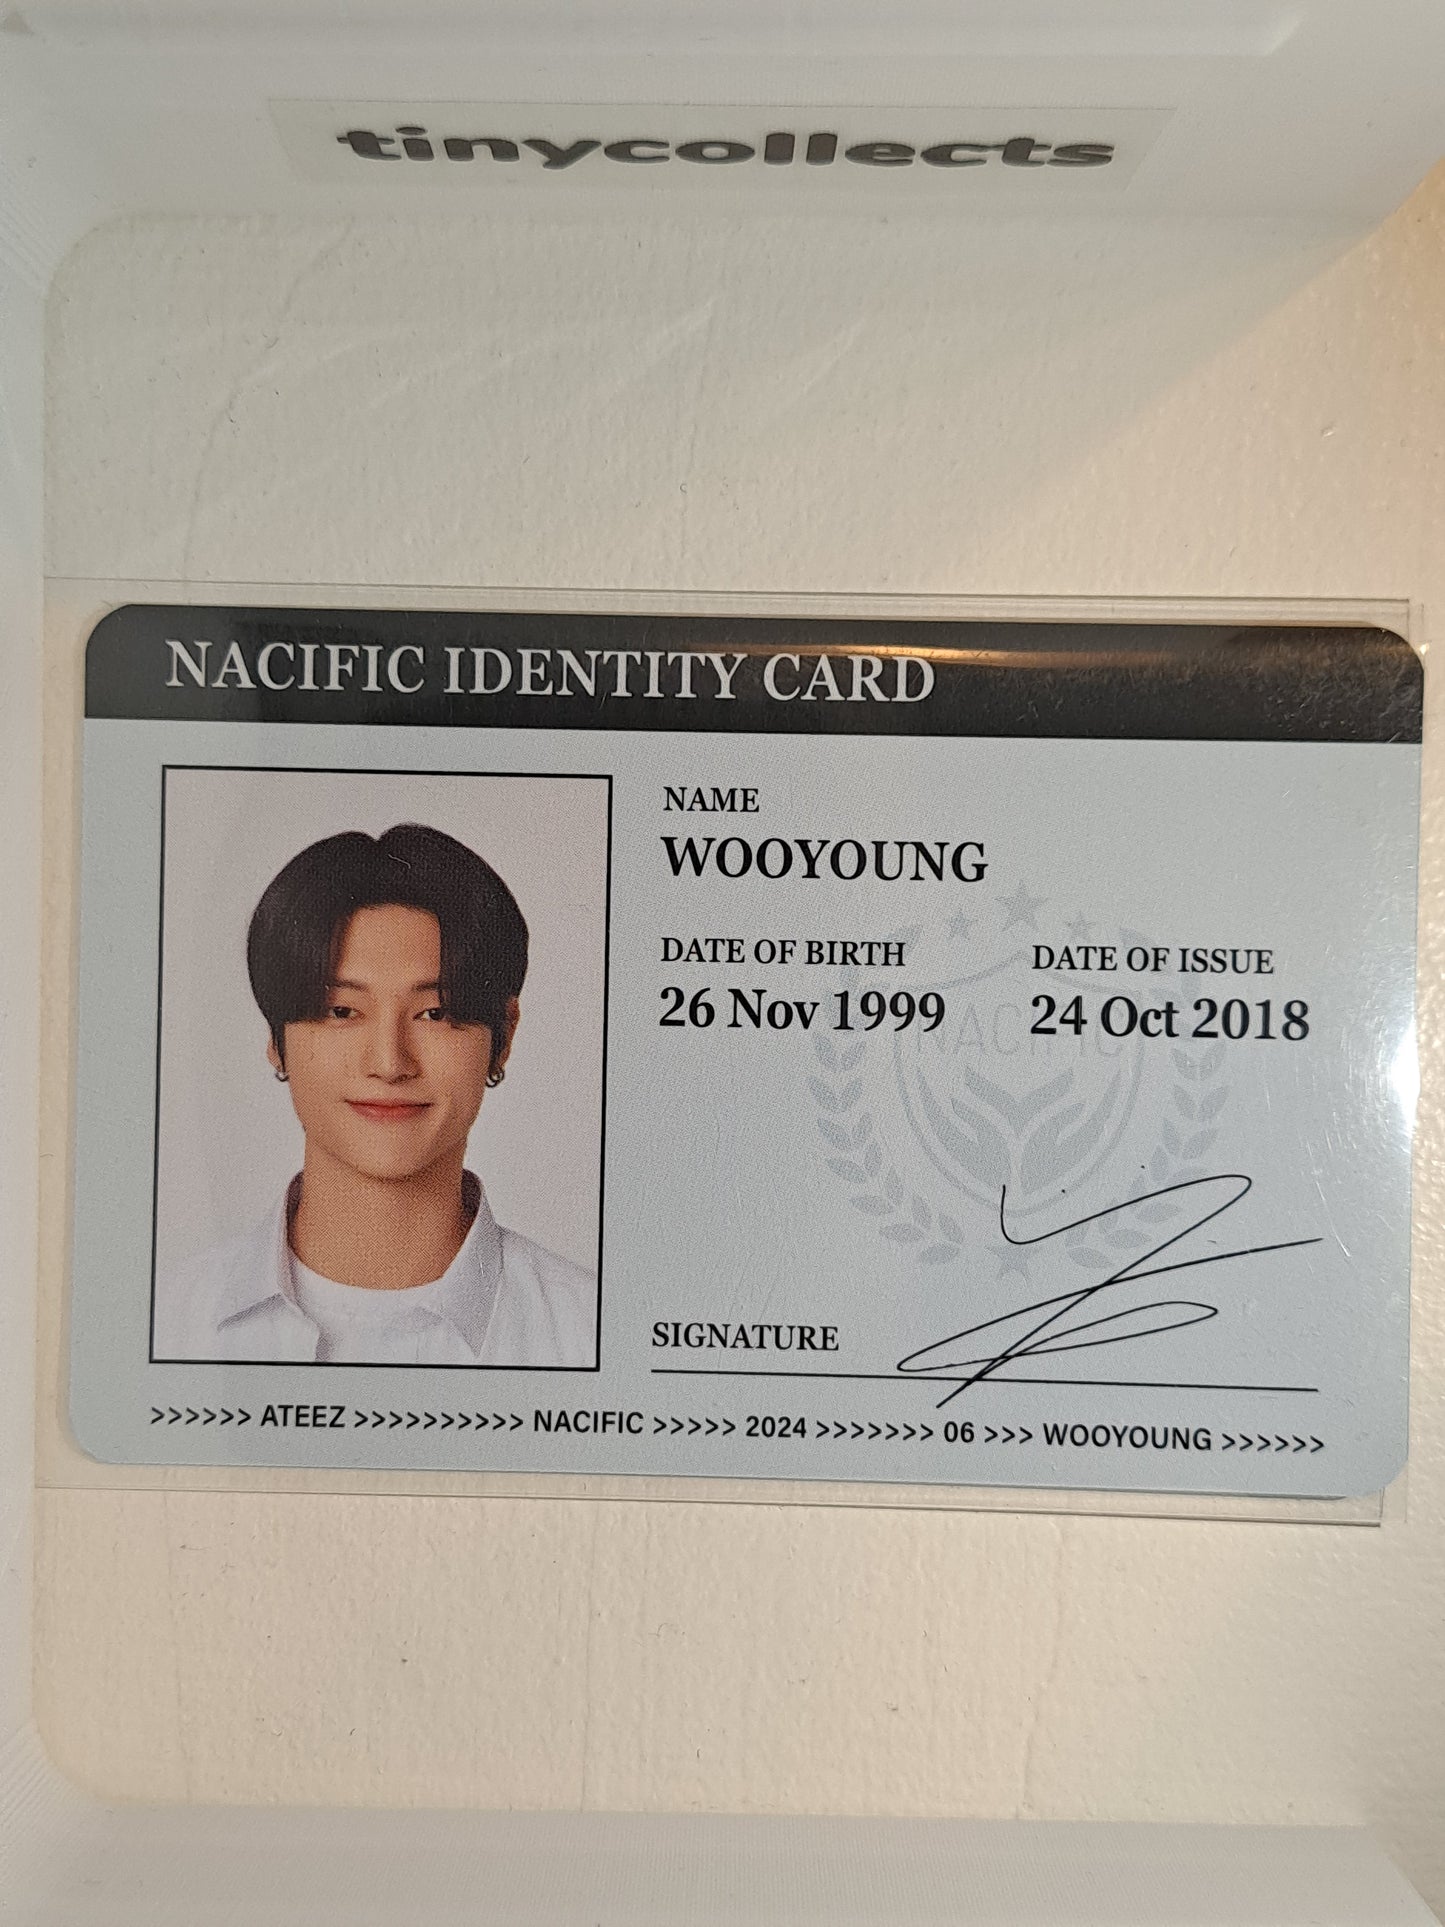 tinycollects
NACIFIC IDENTITY CARD
NAME
WOOYOUNG
DATE OF BIRTH
26 Nov 1999
DATE OF ISSUE
24 Oct 2018
NACIFIC
SIGNATURE
>>>>>> ATEEZ >>>>>>>>>> NACIFIC >>>>> 2024 >>>>>>> 06 >>> WOOYOUNG >>>>>>